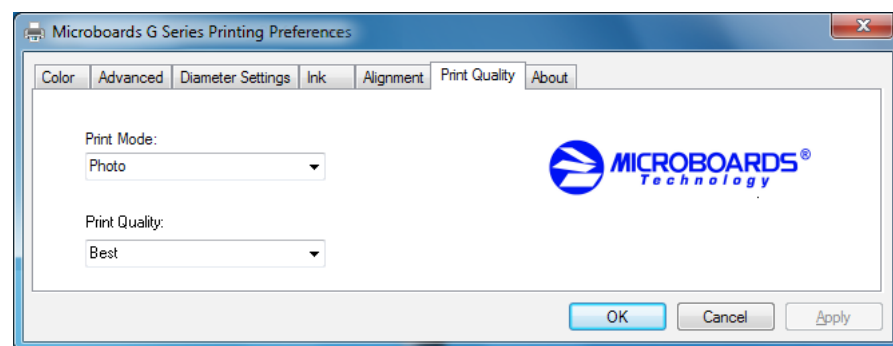 Microboards G Series Printing Preferences
Color Advanced Diameter Settings Ink Alignment Print Quality About
Print Mode:
Photo
MICROBOARDS®
Technology
Print Quality:
Best
OK Cancel Apply